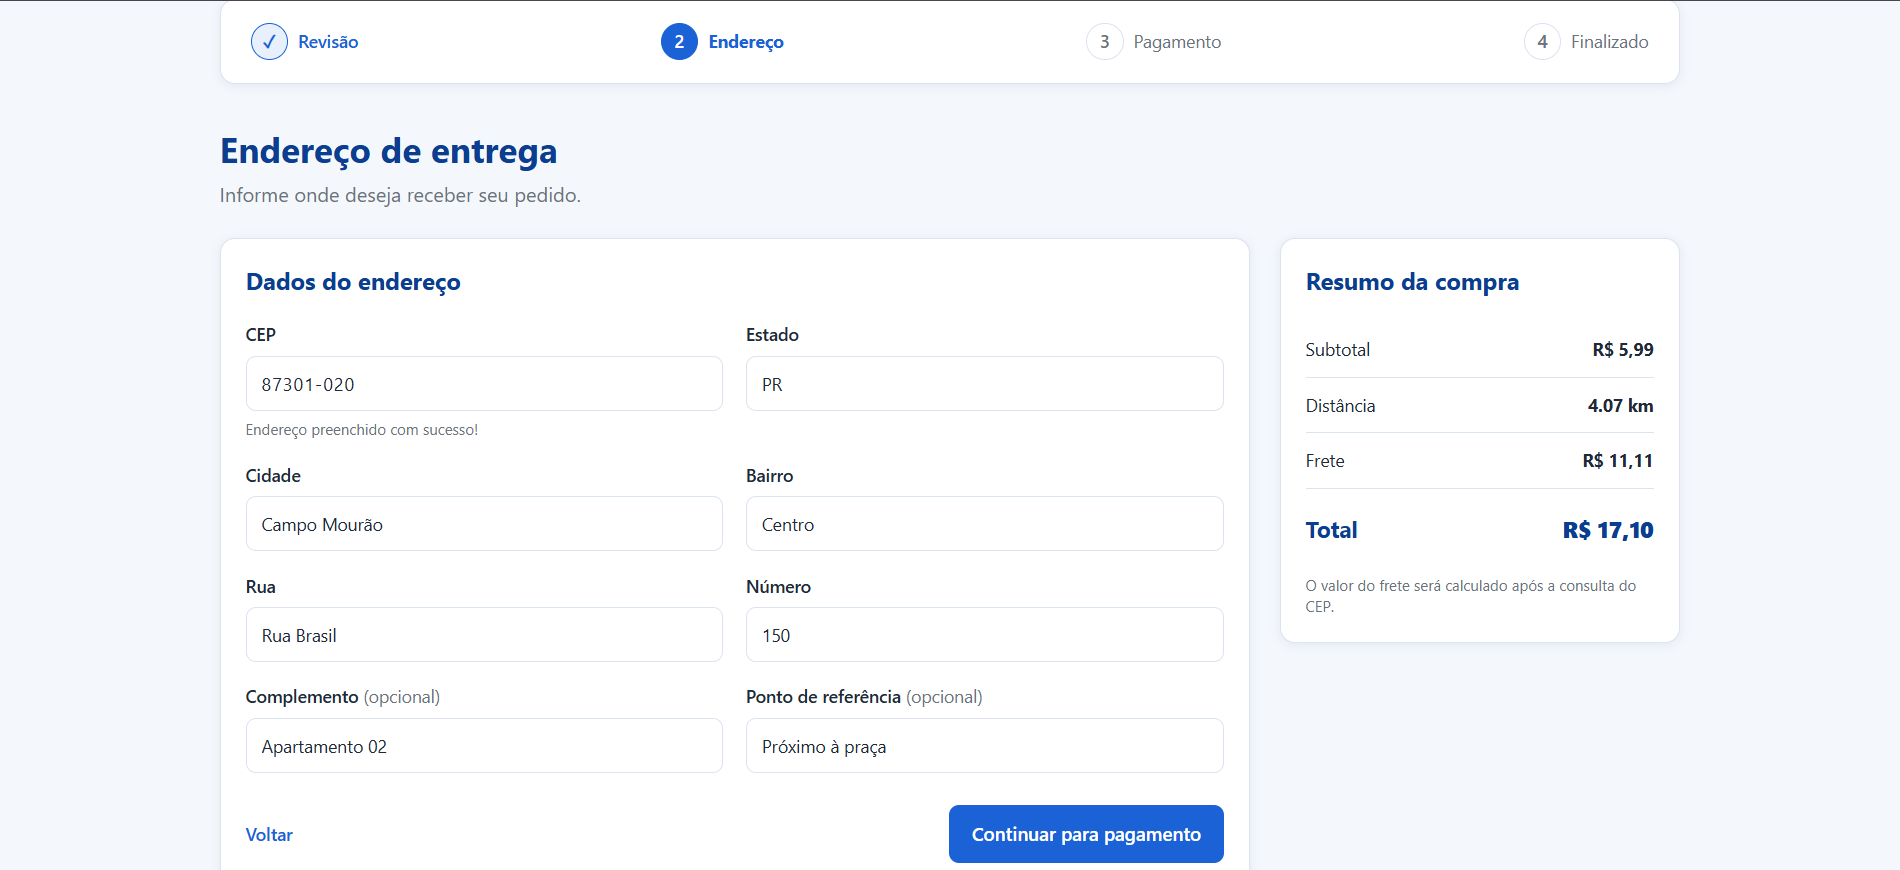 ✓ Revisão
2 Endereço
3 Pagamento
4 Finalizado
Endereço de entrega
Informe onde deseja receber seu pedido.
Dados do endereço
CEP
87301-020
Endereço preenchido com sucesso!
Estado
PR
Cidade
Campo Mourão
Bairro
Centro
Rua
Rua Brasil
Número
150
Complemento (opcional)
Apartamento 02
Ponto de referência (opcional)
Próximo à praça
Voltar
Continuar para pagamento
Resumo da compra
Subtotal R$ 5,99
Distância 4.07 km
Frete R$ 11,11
Total R$ 17,10
O valor do frete será calculado após a consulta do
CEP.